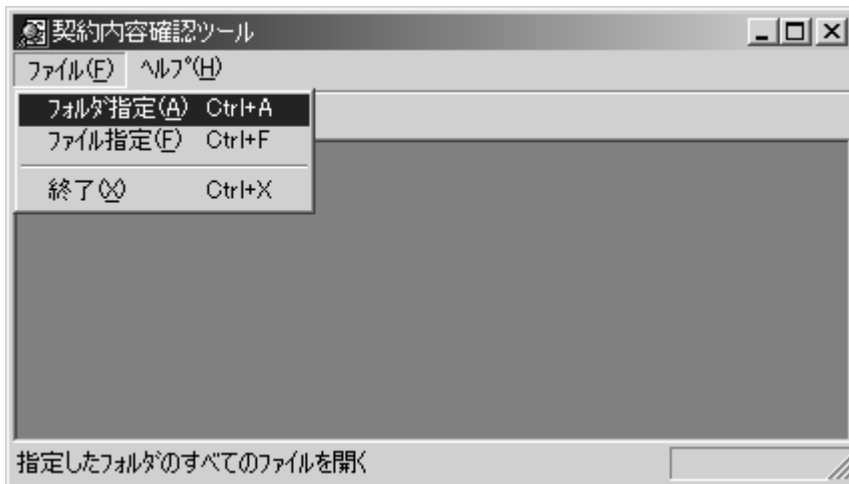 契約内容確認ツール
ﾌｧｲﾙ(F) ﾍﾙﾌﾟ(H)
ﾌｫﾙﾀﾞ指定(A) Ctrl+A
ﾌｧｲﾙ指定(F) Ctrl+F
終了(X) Ctrl+X
指定したﾌｫﾙﾀﾞのすべてのﾌｧｲﾙを開く